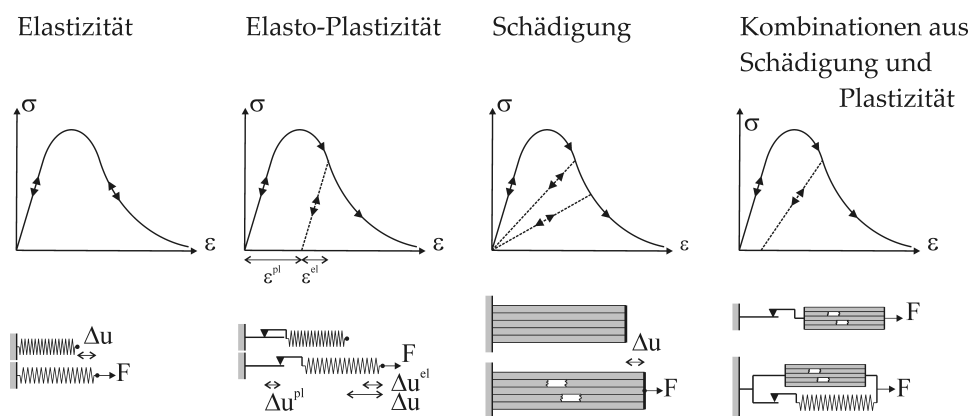 Elastizität
Elasto-Plastizität
Schädigung
Kombinationen aus
Schädigung und
Plastizität
σ
ε
σ
ε
ε^pl
ε^el
σ
ε
σ
ε
Δu
F
F
Δu^pl
Δu^el
Δu
Δu
F
F
F